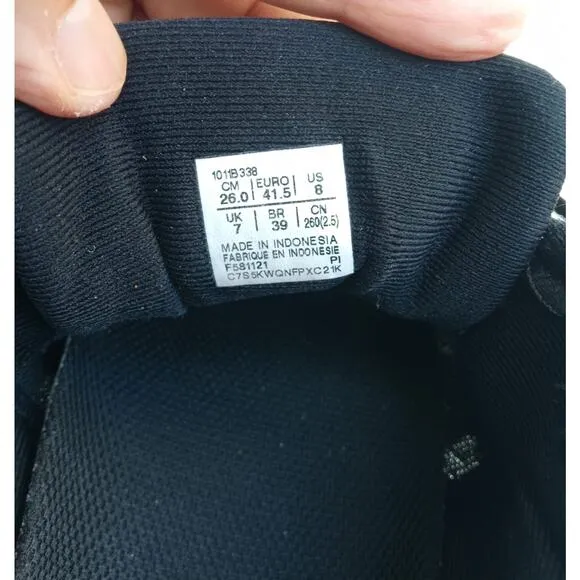 1011B338
CM EURO US
26.0 41.5 8
UK BR CN
7 39 260(2.5)
MADE IN INDONESIA
FABRIQUE EN INDONESIE
F581121 PI
C7S5KWQNFPXC21K